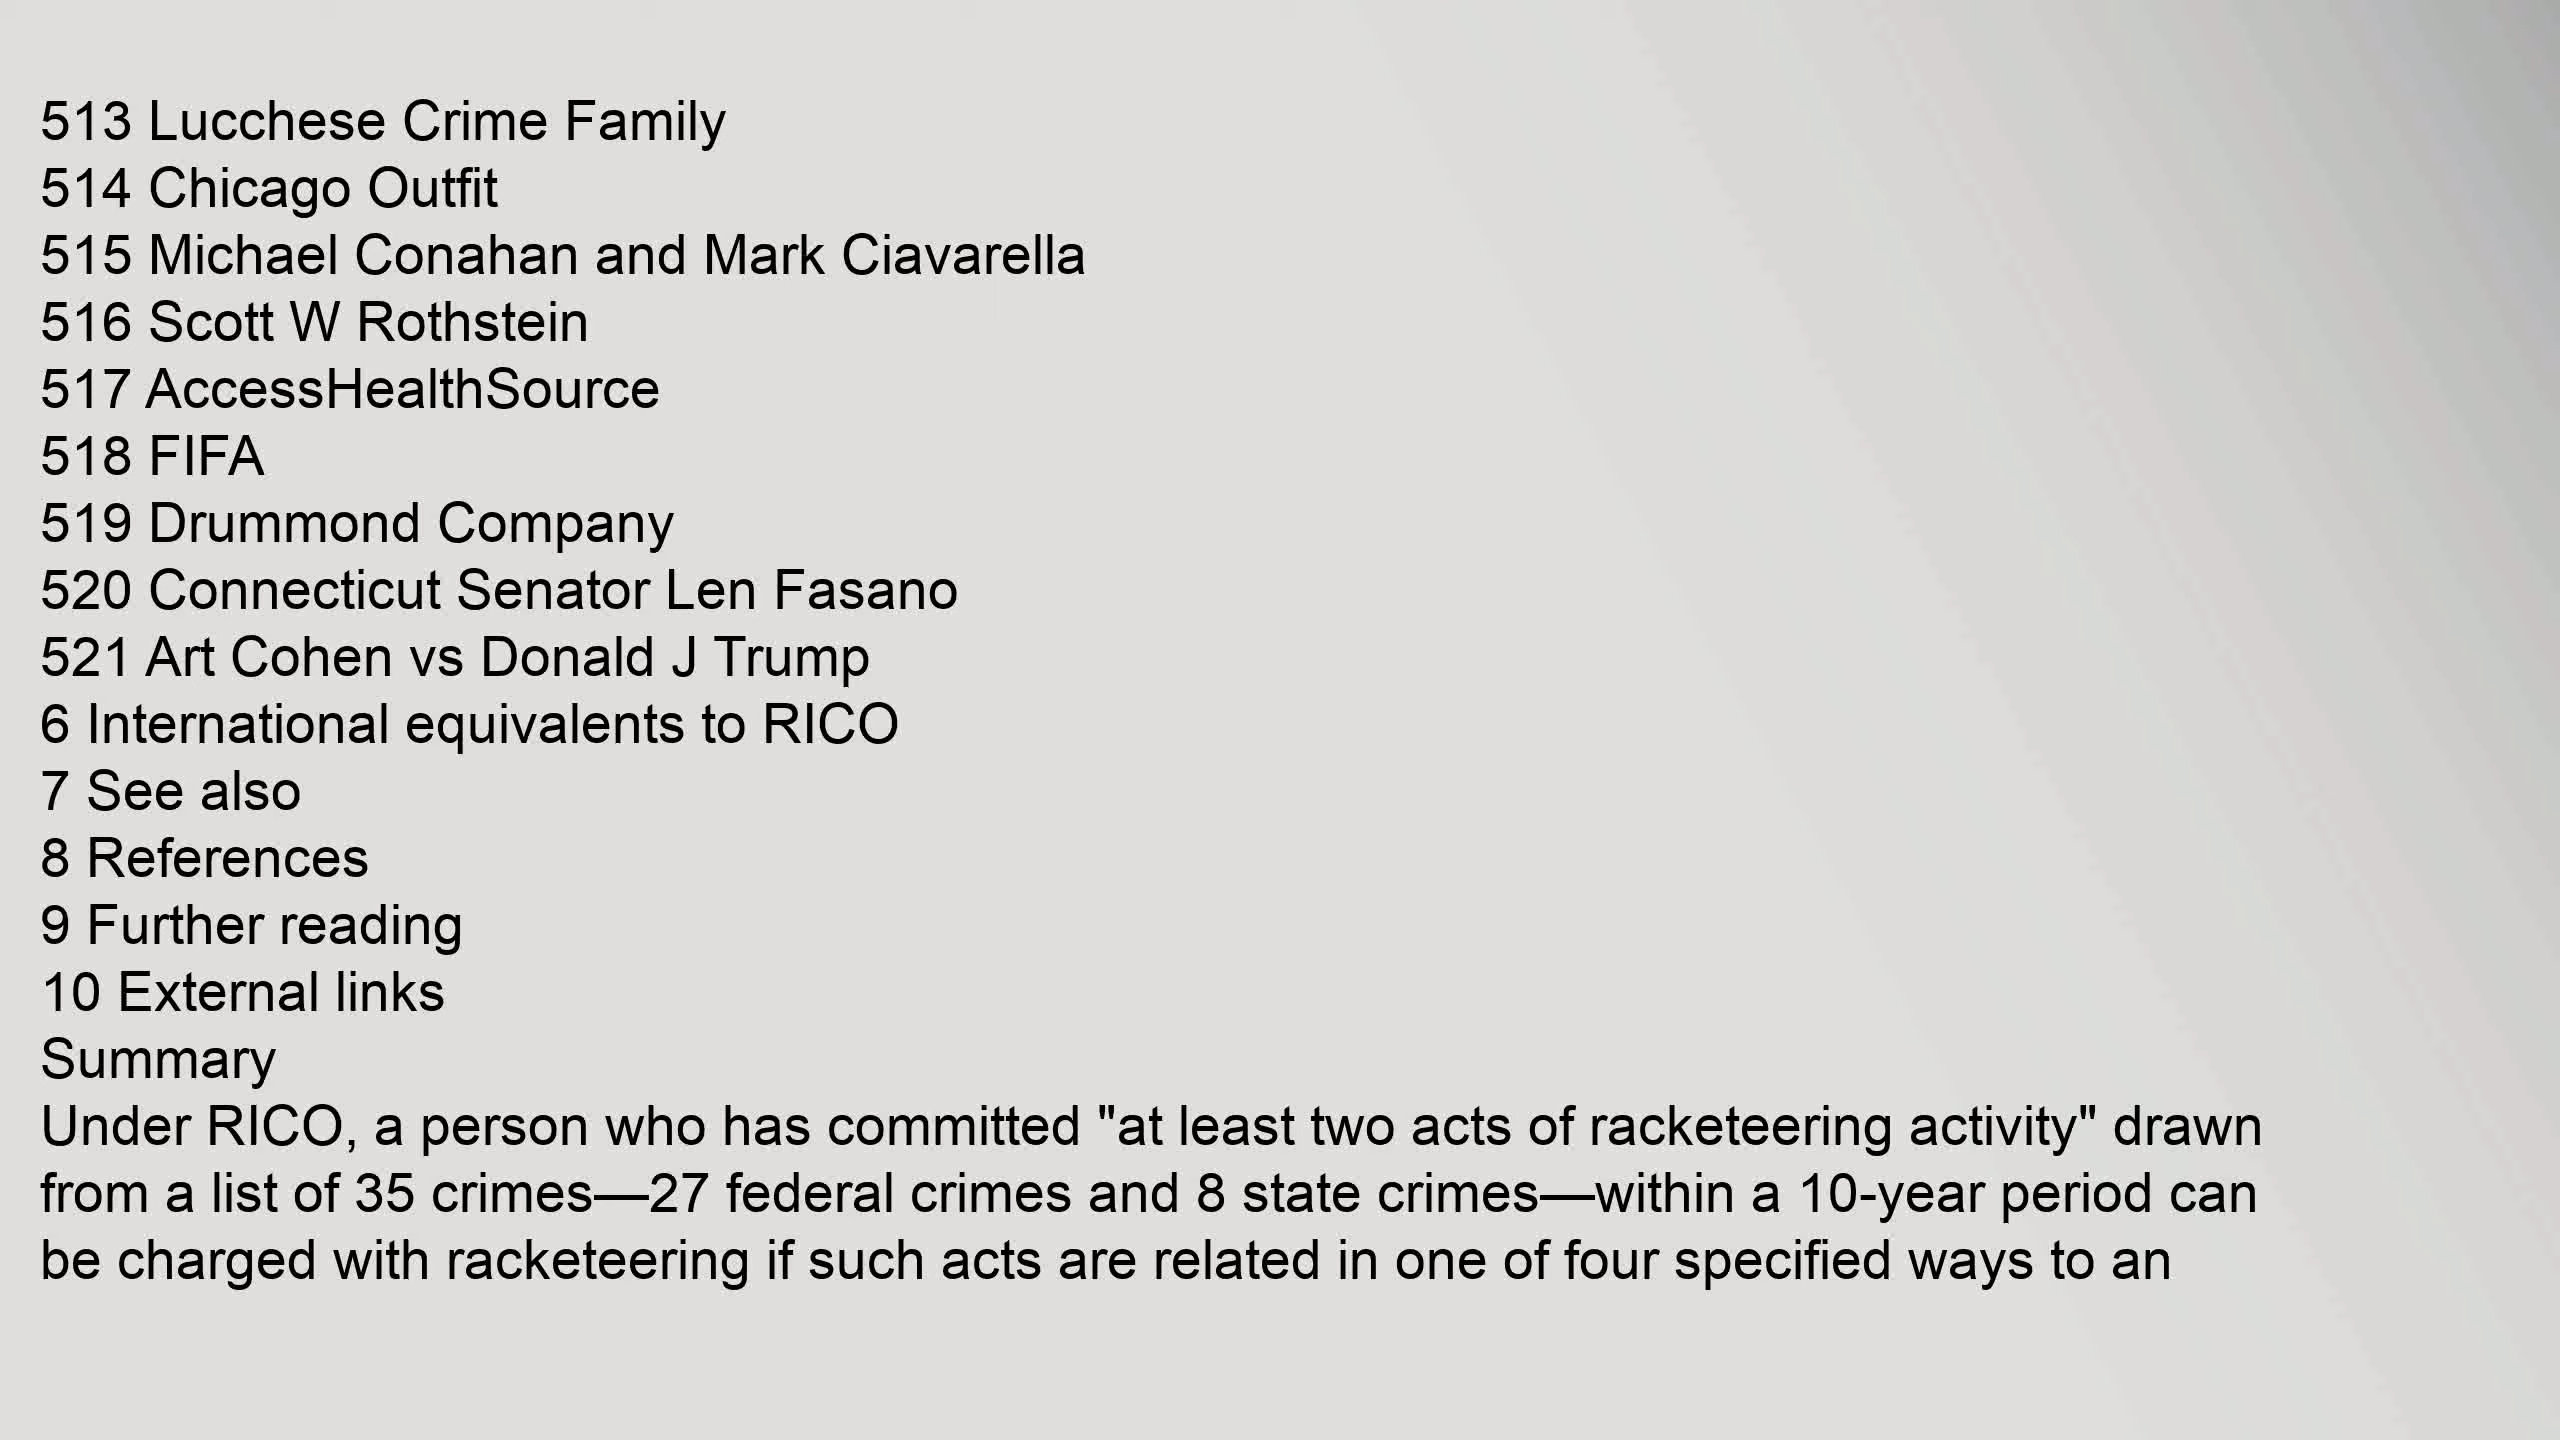 513 Lucchese Crime Family
514 Chicago Outfit
515 Michael Conahan and Mark Ciavarella
516 Scott W Rothstein
517 AccessHealthSource
518 FIFA
519 Drummond Company
520 Connecticut Senator Len Fasano
521 Art Cohen vs Donald J Trump
6 International equivalents to RICO
7 See also
8 References
9 Further reading
10 External links
Summary
Under RICO, a person who has committed "at least two acts of racketeering activity" drawn
from a list of 35 crimes—27 federal crimes and 8 state crimes—within a 10-year period can
be charged with racketeering if such acts are related in one of four specified ways to an